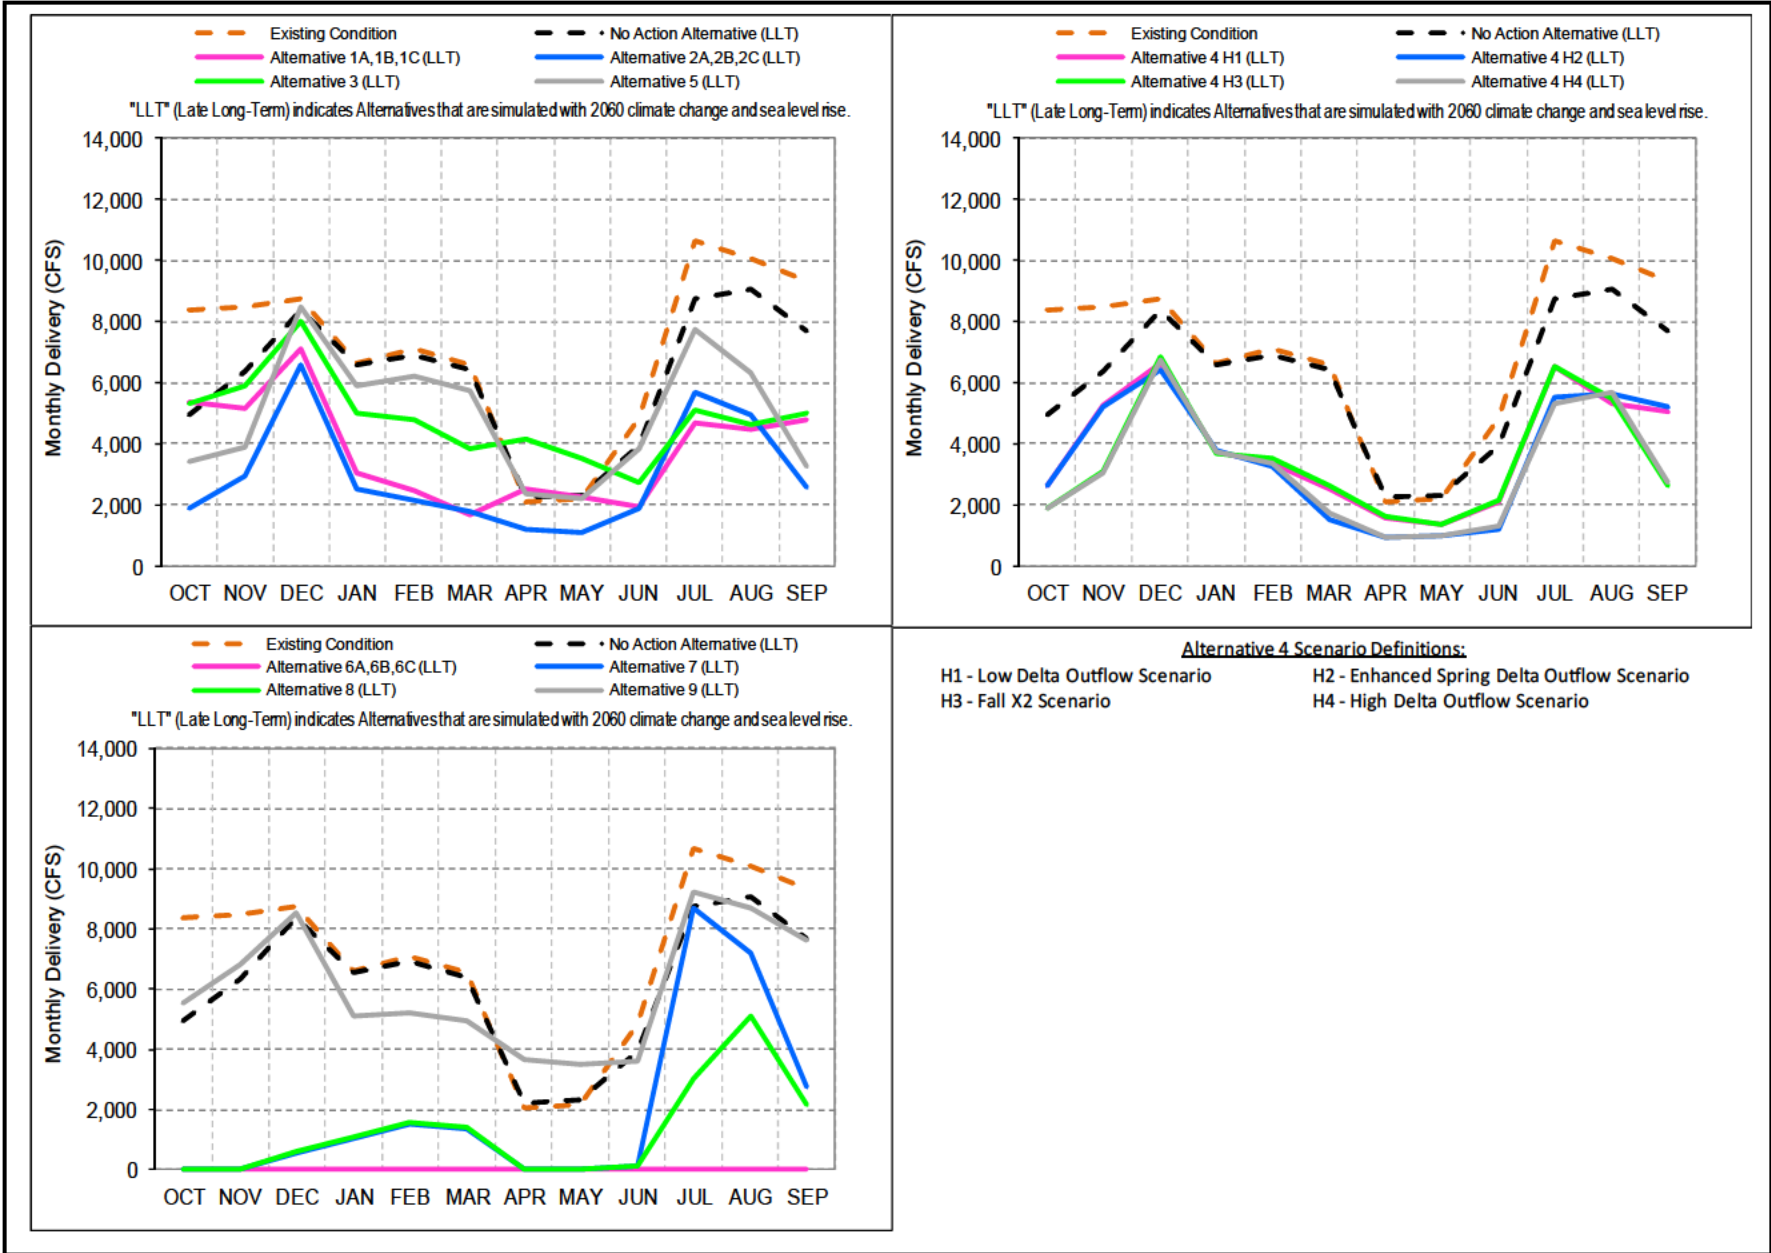 Existing Condition No Action Alternative (LLT)
Alternative 1A,1B,1C (LLT) Alternative 2A,2B,2C (LLT)
Alternative 3 (LLT) Alternative 5 (LLT)
"LLT" (Late Long-Term) indicates Alternatives that are simulated with 2060 climate change and sea level rise.
14,000
12,000
10,000
8,000
6,000
4,000
2,000
0
Monthly Delivery (CFS)
OCT NOV DEC JAN FEB MAR APR MAY JUN JUL AUG SEP
Existing Condition No Action Alternative (LLT)
Alternative 4 H1 (LLT) Alternative 4 H2 (LLT)
Alternative 4 H3 (LLT) Alternative 4 H4 (LLT)
"LLT" (Late Long-Term) indicates Alternatives that are simulated with 2060 climate change and sea level rise.
14,000
12,000
10,000
8,000
6,000
4,000
2,000
0
Monthly Delivery (CFS)
OCT NOV DEC JAN FEB MAR APR MAY JUN JUL AUG SEP
Existing Condition No Action Alternative (LLT)
Alternative 6A,6B,6C (LLT) Alternative 7 (LLT)
Alternative 8 (LLT) Alternative 9 (LLT)
"LLT" (Late Long-Term) indicates Alternatives that are simulated with 2060 climate change and sea level rise.
14,000
12,000
10,000
8,000
6,000
4,000
2,000
0
Monthly Delivery (CFS)
OCT NOV DEC JAN FEB MAR APR MAY JUN JUL AUG SEP
Alternative 4 Scenario Definitions:
H1 - Low Delta Outflow Scenario H2 - Enhanced Spring Delta Outflow Scenario
H3 - Fall X2 Scenario H4 - High Delta Outflow Scenario